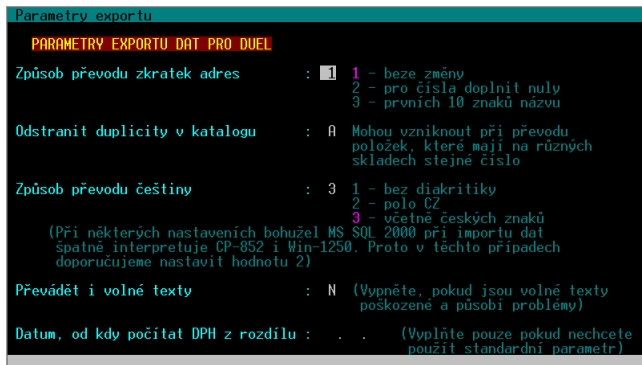 Parametry exportu
PARAMETRY EXPORTU DAT PRO DUEL
Způsob převodu zkratek adres : 1 1 - beze změny
2 - pro čísla doplnit nuly
3 - prvních 10 znaků názvu
Odstranit duplicity v katalogu : A Mohou vzniknout při převodu
položek, které mají na různých
skladech stejné číslo
Způsob převodu češtiny : 3 1 - bez diakritiky
2 - polo CZ
3 - včetně českých znaků
(Při některých nastaveních bohužel MS SQL 2000 při importu dat
špatně interpretuje CP-852 i Win-1250. Proto v těchto případech
doporučujeme nastavit hodnotu 2)
Převádět i volné texty : N (Vypněte, pokud jsou volné texty
poškozené a působí problémy)
Datum, od kdy počítat DPH z rozdílu : . . (Vyplňte pouze pokud nechcete
použít standardní parametr)